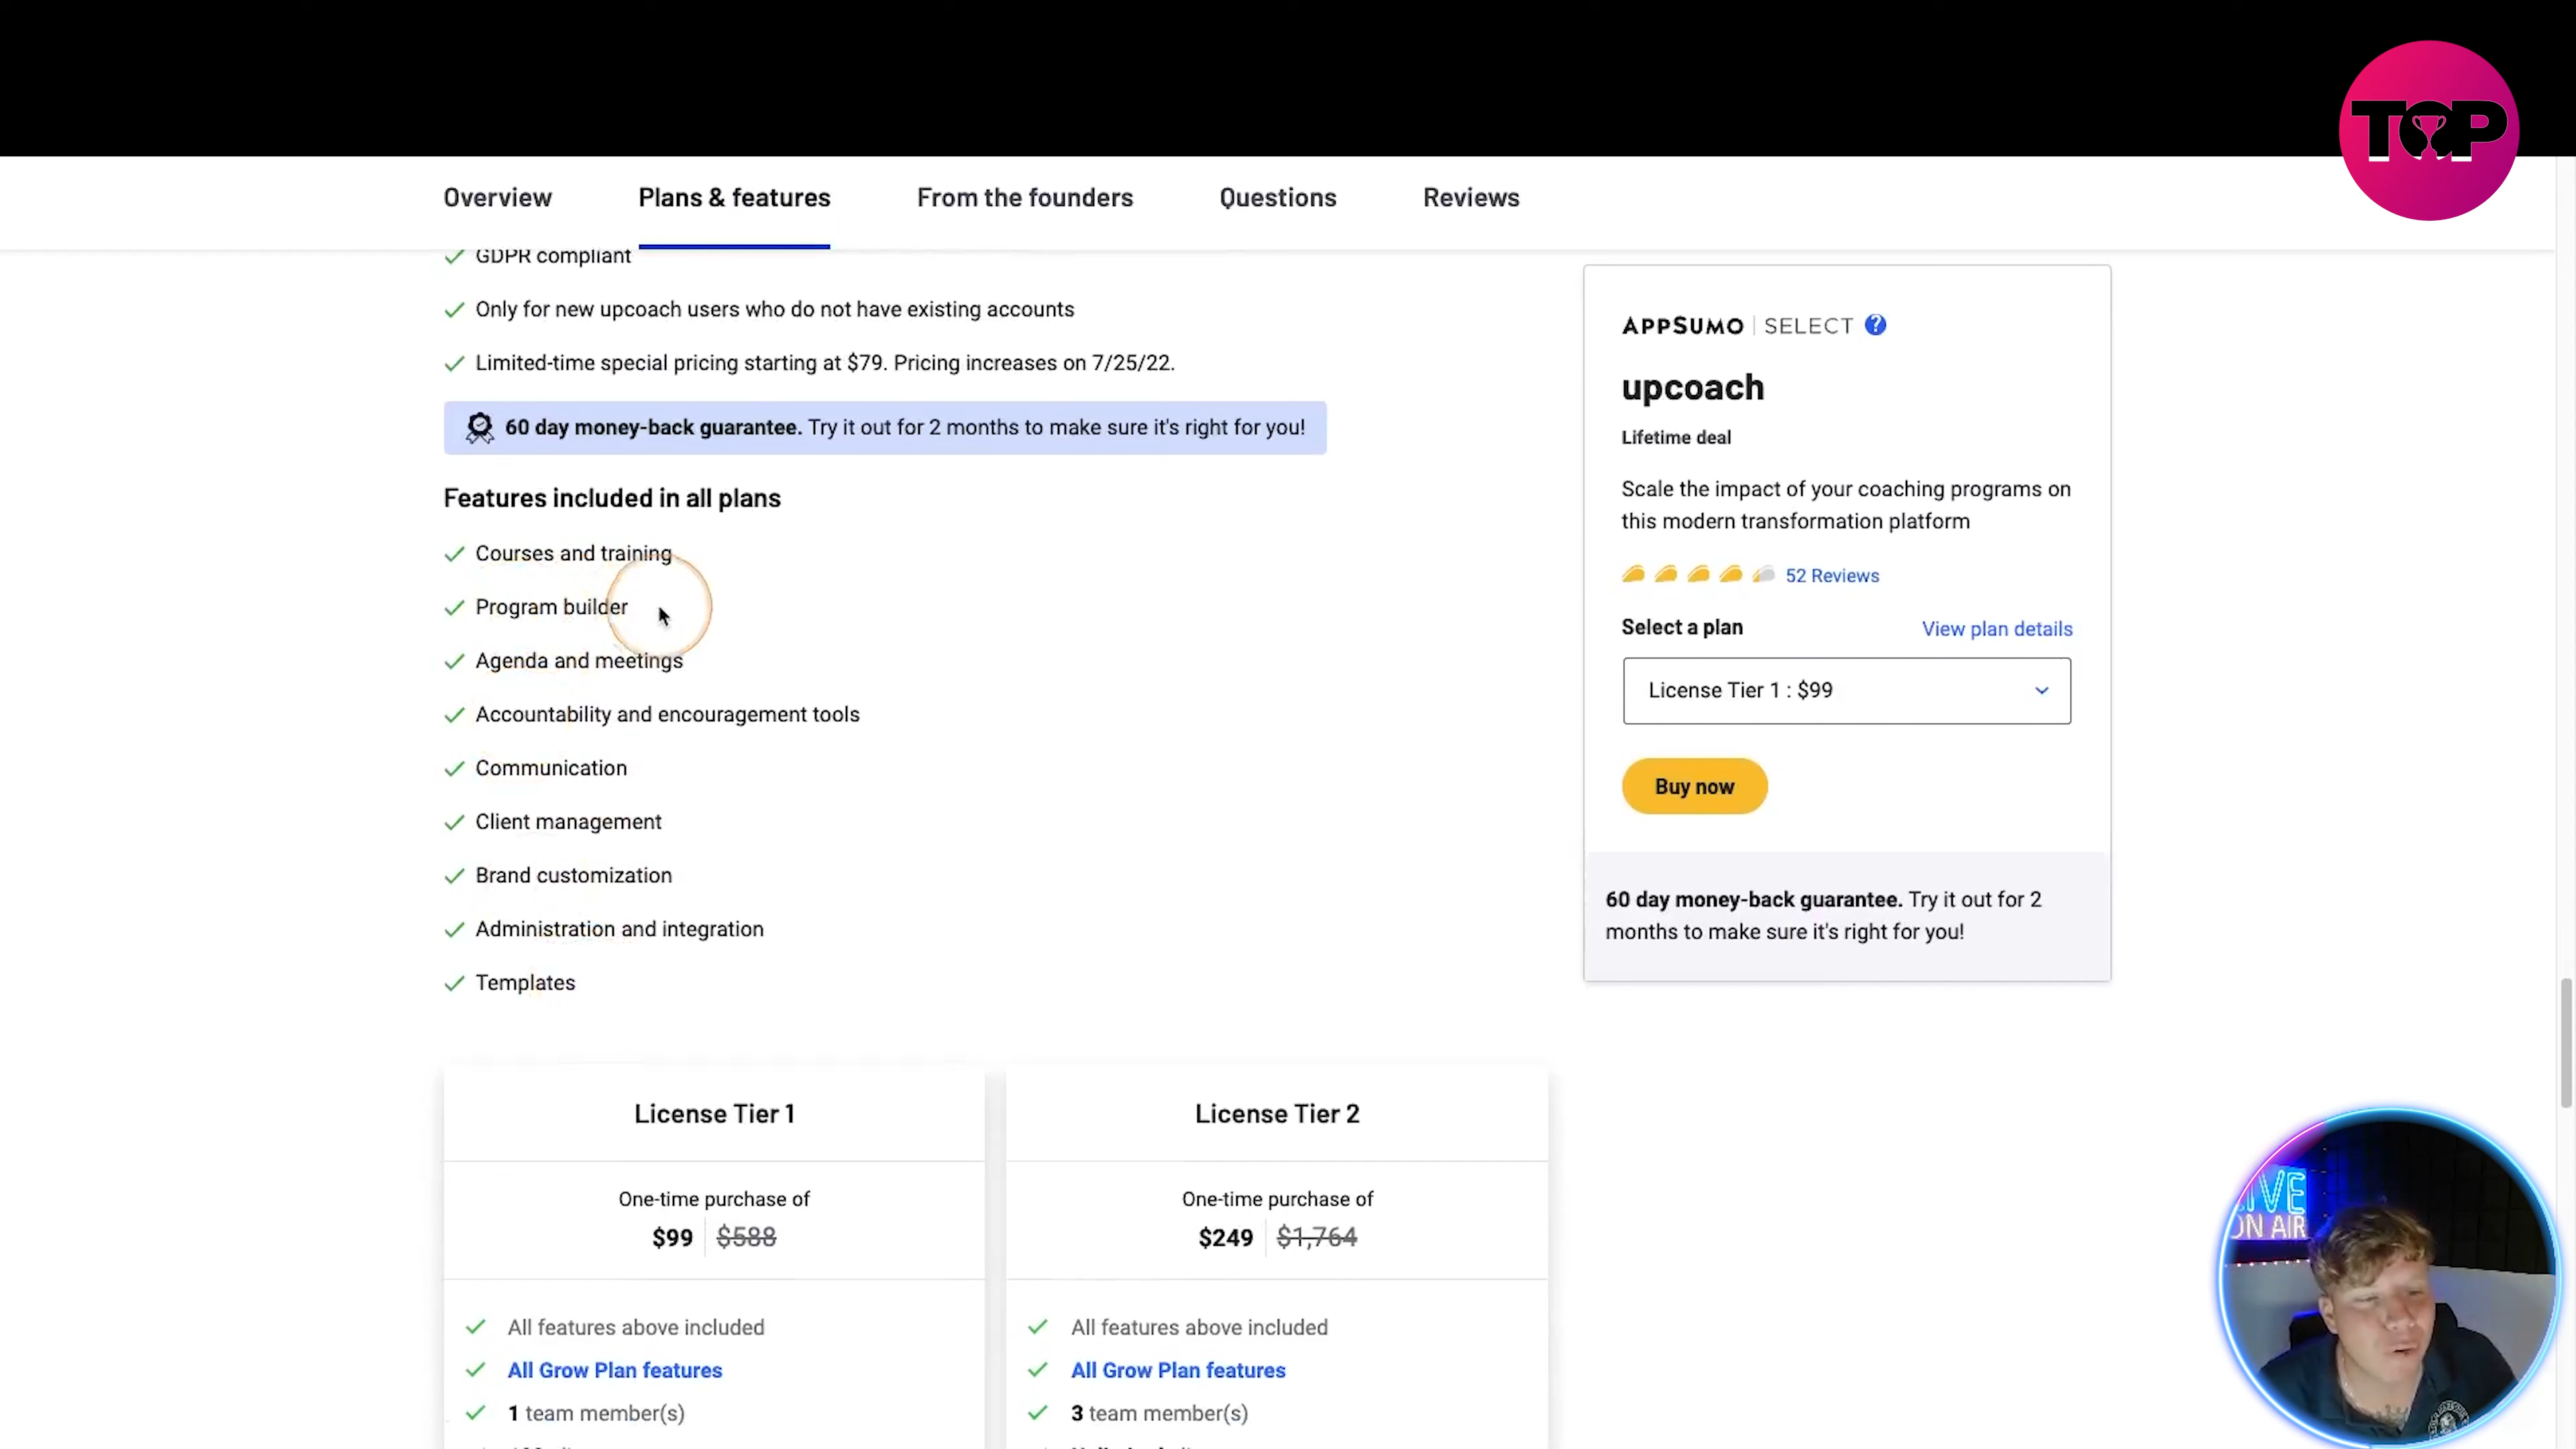 TOP
Overview
Plans & features
From the founders
Questions
Reviews
GDPR compliant
Only for new upcoach users who do not have existing accounts
Limited-time special pricing starting at $79. Pricing increases on 7/25/22.
60 day money-back guarantee. Try it out for 2 months to make sure it's right for you!
Features included in all plans
Courses and training
Program builder
Agenda and meetings
Accountability and encouragement tools
Communication
Client management
Brand customization
Administration and integration
Templates
License Tier 1
One-time purchase of
$99 $588
All features above included
All Grow Plan features
1 team member(s)
License Tier 2
One-time purchase of
$249 $1,764
All features above included
All Grow Plan features
3 team member(s)
APPSUMO | SELECT ?
upcoach
Lifetime deal
Scale the impact of your coaching programs on
this modern transformation platform
52 Reviews
Select a plan
View plan details
License Tier 1 : $99
Buy now
60 day money-back guarantee. Try it out for 2
months to make sure it's right for you!
LIVE
ON AIR